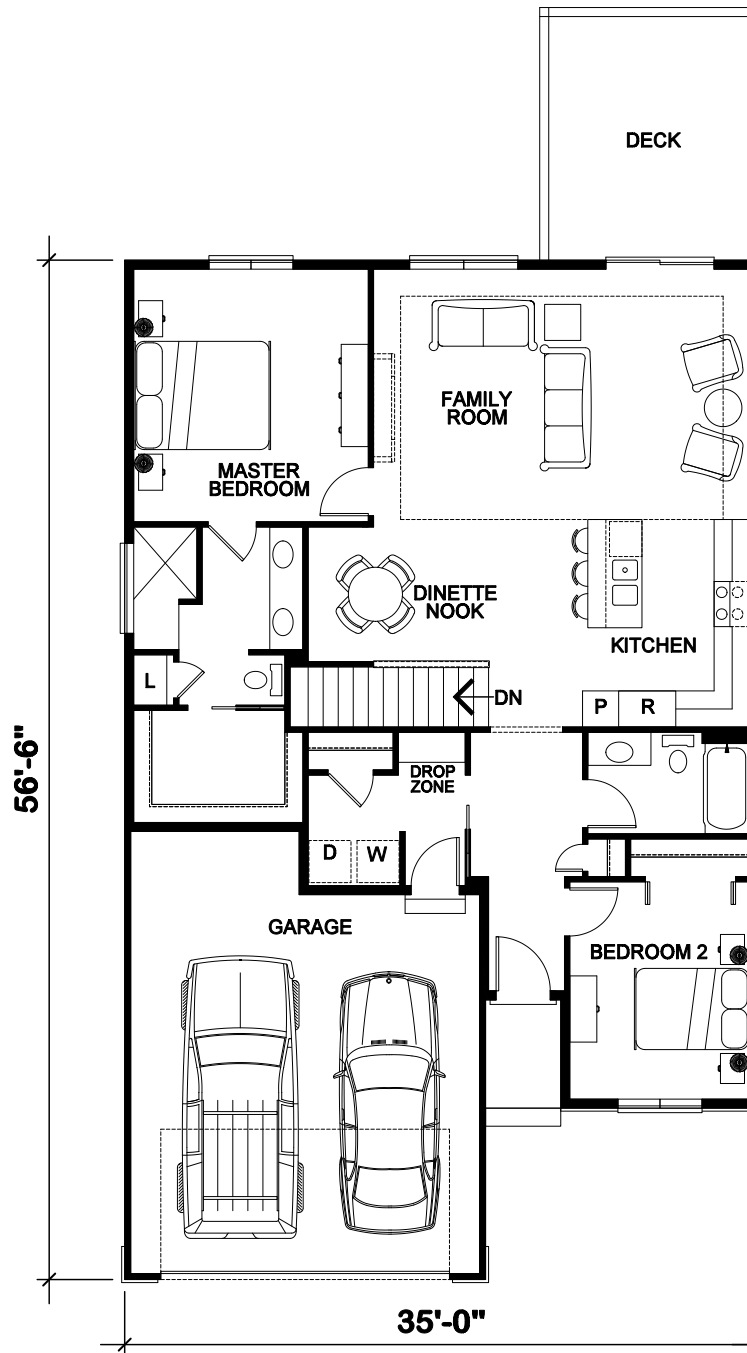 DECK
FAMILY
ROOM
MASTER
BEDROOM
DINETTE
NOOK
KITCHEN
L
DN
P
R
56'-6"
DROP
ZONE
D
W
GARAGE
BEDROOM 2
35'-0"